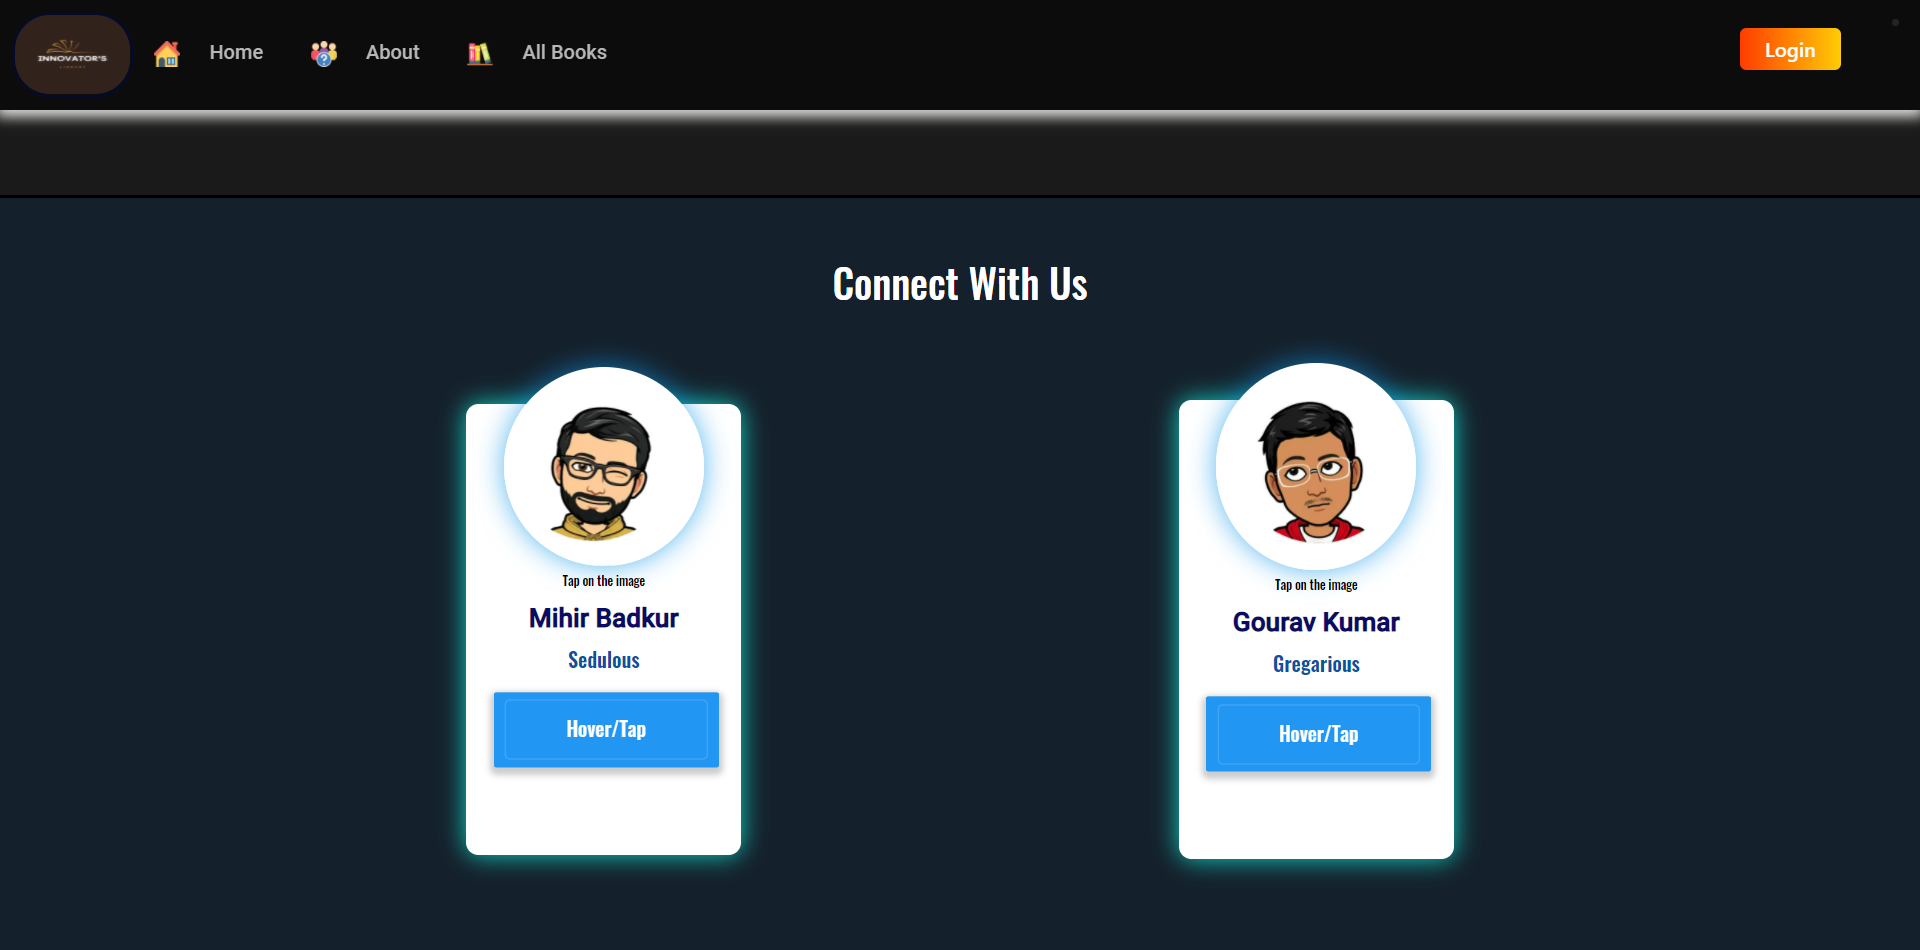 INNOVATOR'S
Home
About
All Books
Login
Connect With Us
Tap on the image
Mihir Badkur
Sedulous
Hover/Tap
Tap on the image
Gourav Kumar
Gregarious
Hover/Tap